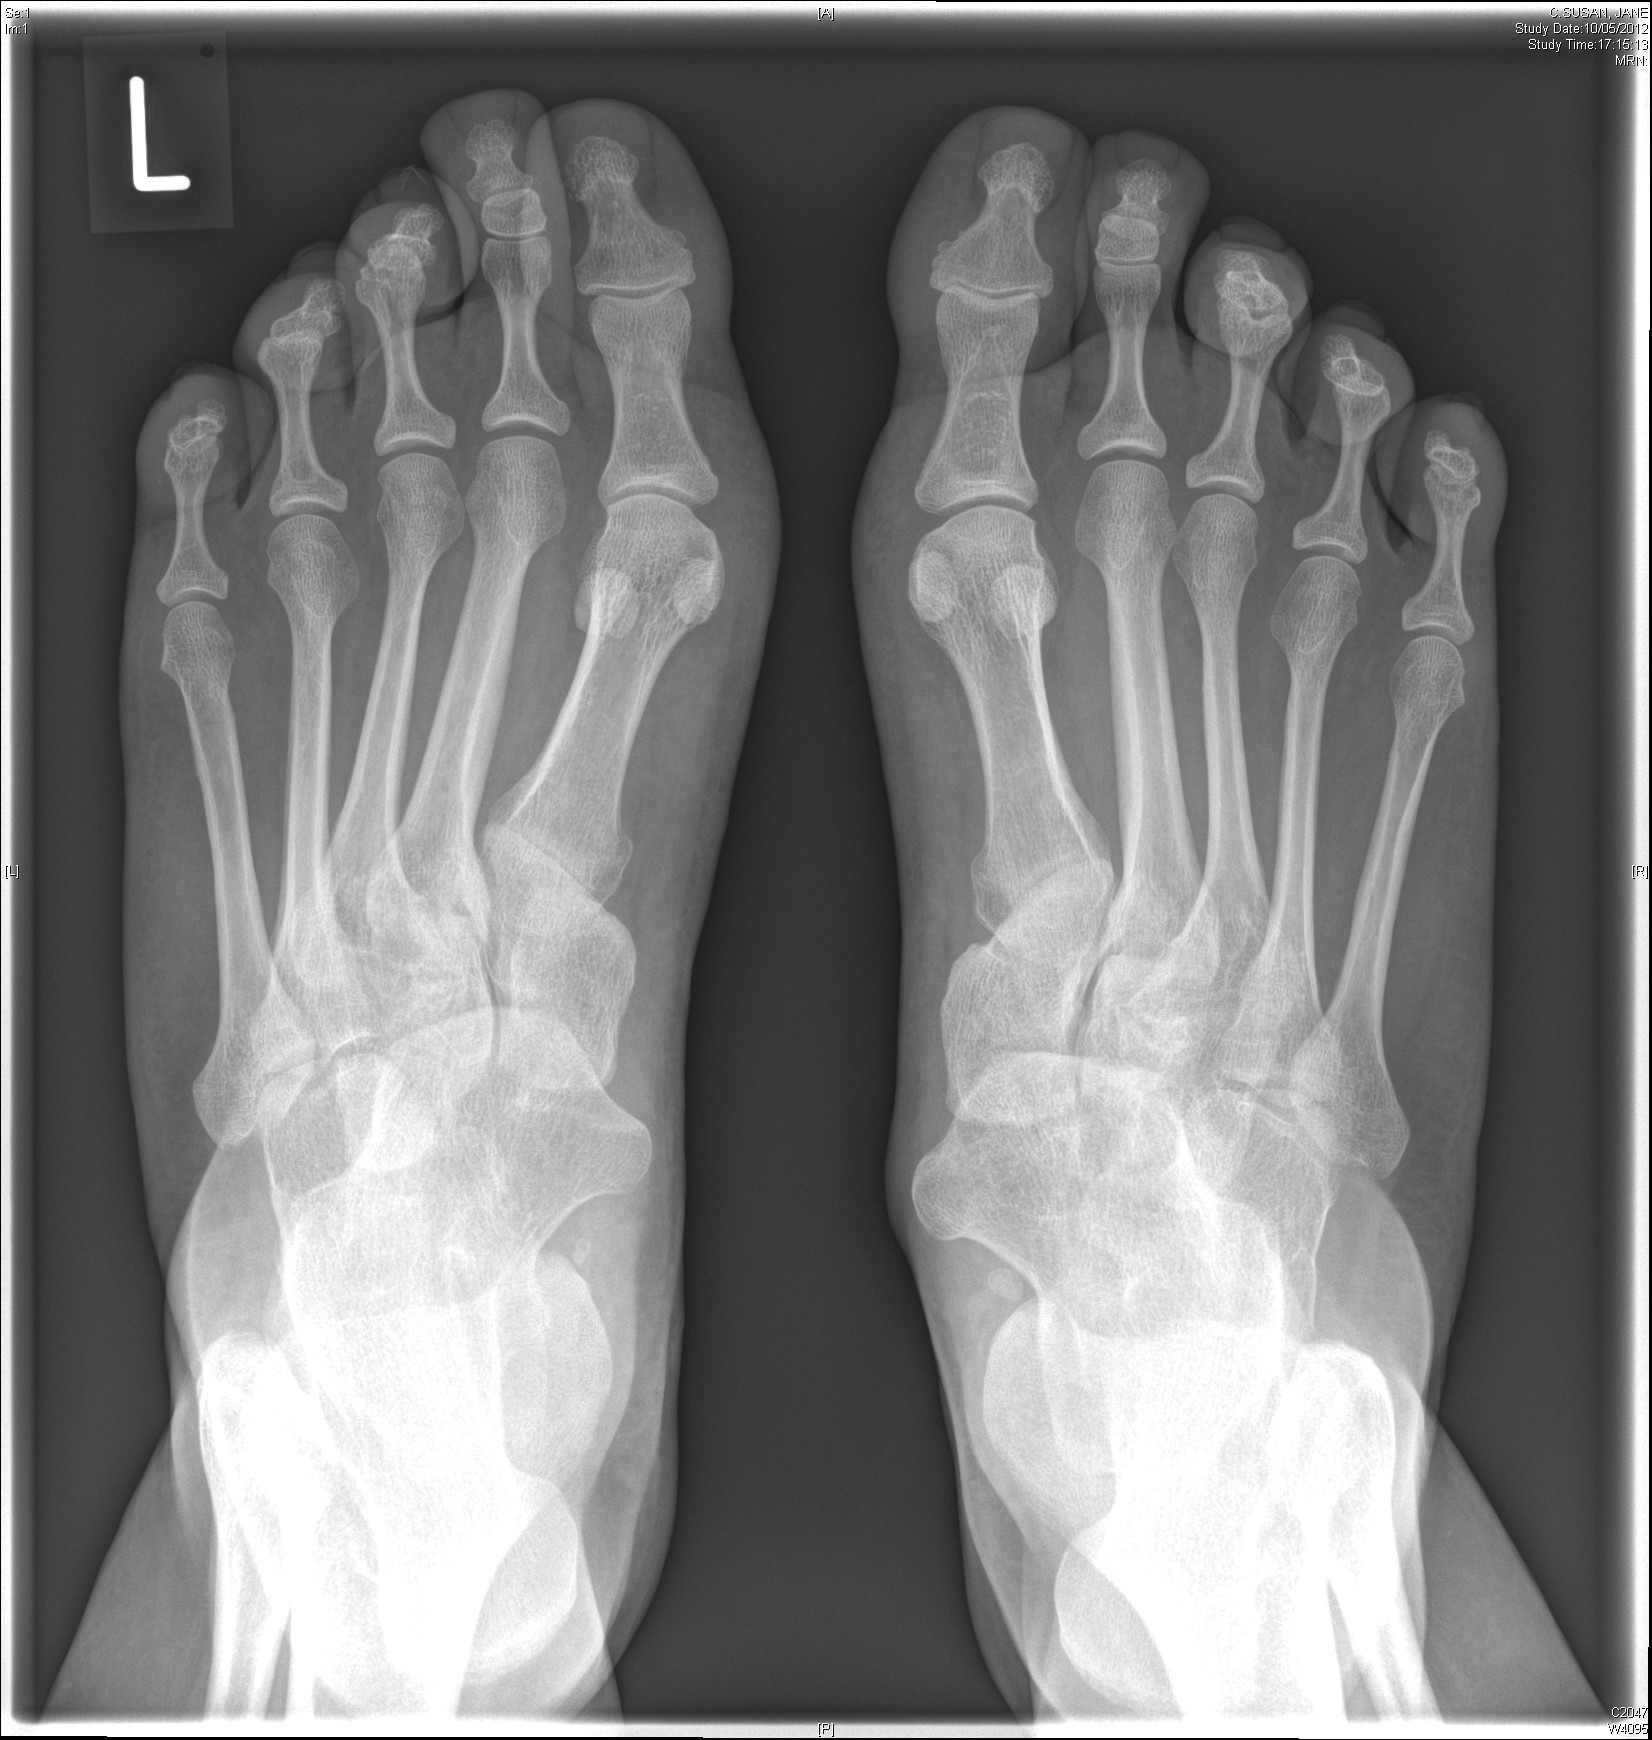 Se:1
Im:1
[A]
C.SUSAN, JANE
Study Date:10/05/2012
Study Time:17:15:13
MRN:
L
[L]
[R]
[P]
C2047
W4095